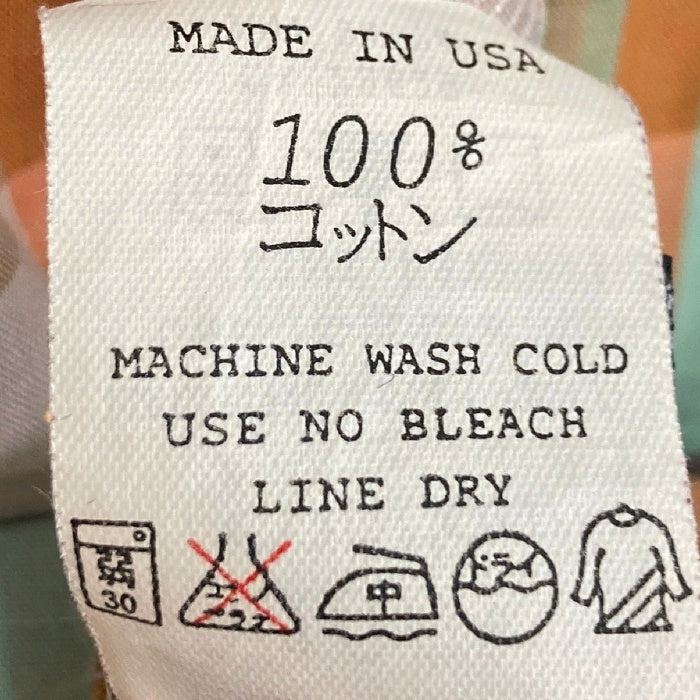 MADE IN USA
100%
コットン
MACHINE WASH COLD
USE NO BLEACH
LINE DRY
30
中
ドライ